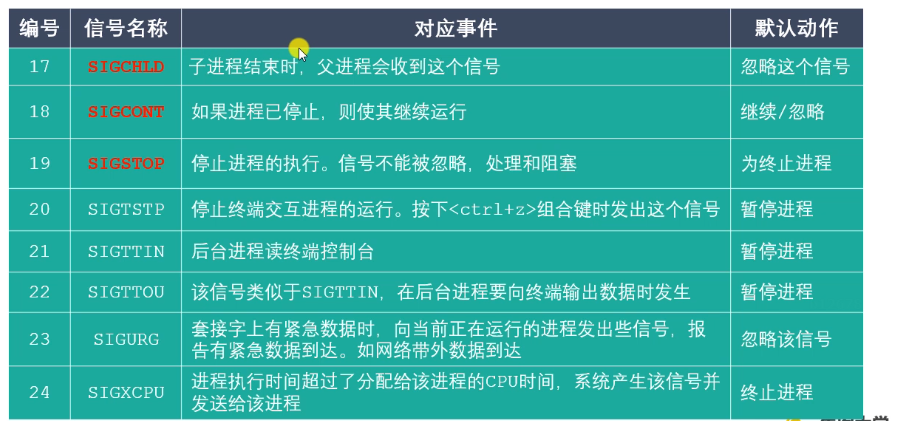 编号 信号名称 对应事件 默认动作
17 SIGCHLD 子进程结束时，父进程会收到这个信号 忽略这个信号
18 SIGCONT 如果进程已停止，则使其继续运行 继续/忽略
19 SIGSTOP 停止进程的执行。信号不能被忽略，处理和阻塞 为终止进程
20 SIGTSTP 停止终端交互进程的运行。按下<ctrl+z>组合键时发出这个信号 暂停进程
21 SIGTTIN 后台进程读终端控制台 暂停进程
22 SIGTTOU 该信号类似于SIGTTIN，在后台进程要向终端输出数据时发生 暂停进程
23 SIGURG 套接字上有紧急数据时，向当前正在运行的进程发出些信号，报
告有紧急数据到达。如网络带外数据到达 忽略该信号
24 SIGXCPU 进程执行时间超过了分配给该进程的CPU时间，系统产生该信号并
发送给该进程 终止进程